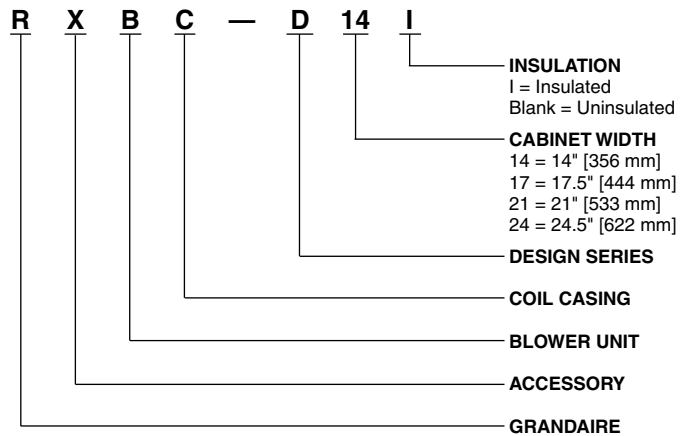 R X B C — D 14 I
INSULATION
I = Insulated
Blank = Uninsulated
CABINET WIDTH
14 = 14" [356 mm]
17 = 17.5" [444 mm]
21 = 21" [533 mm]
24 = 24.5" [622 mm]
DESIGN SERIES
COIL CASING
BLOWER UNIT
ACCESSORY
GRANDAIRE